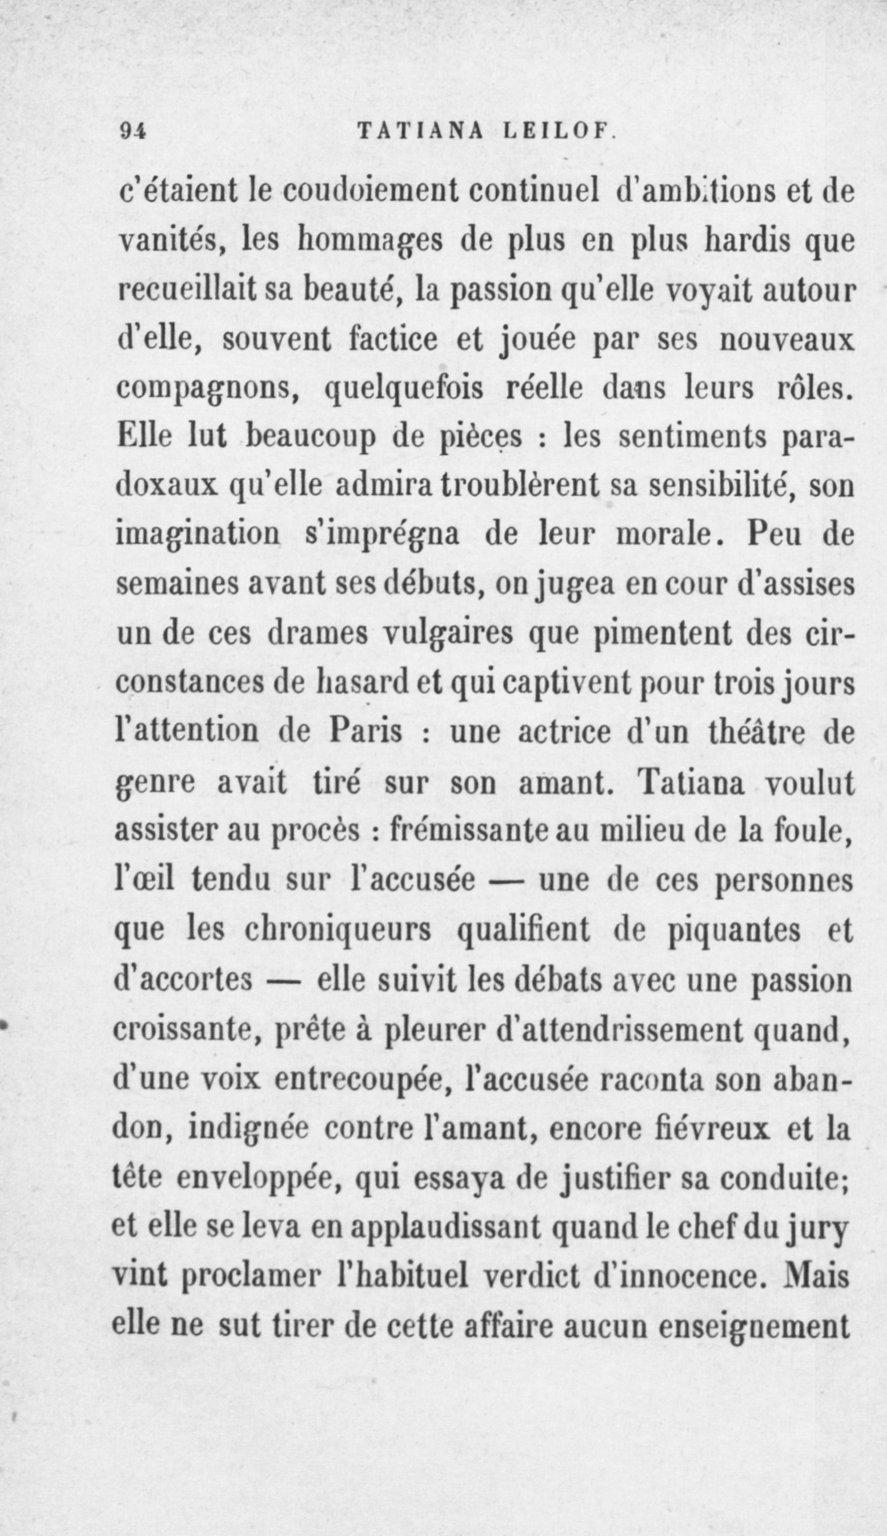 94 TATIANA LEILOF.
c'étaient le coudoiement continuel d'ambitions et de
vanités, les hommages de plus en plus hardis que
recueillait sa beauté, la passion qu'elle voyait autour
d'elle, souvent factice et jouée par ses nouveaux
compagnons, quelquefois réelle dans leurs rôles.
Elle lut beaucoup de pièces : les sentiments para-
doxaux qu'elle admira troublèrent sa sensibilité, son
imagination s'imprégna de leur morale. Peu de
semaines avant ses débuts, on jugea en cour d'assises
un de ces drames vulgaires que pimentent des cir-
constances de hasard et qui captivent pour trois jours
l'attention de Paris : une actrice d'un théâtre de
genre avait tiré sur son amant. Tatiana voulut
assister au procès : frémissante au milieu de la foule,
l'œil tendu sur l'accusée — une de ces personnes
que les chroniqueurs qualifient de piquantes et
d'accortes — elle suivit les débats avec une passion
croissante, prête à pleurer d'attendrissement quand,
d'une voix entrecoupée, l'accusée raconta son aban-
don, indignée contre l'amant, encore fiévreux et la
tête enveloppée, qui essaya de justifier sa conduite;
et elle se leva en applaudissant quand le chef du jury
vint proclamer l'habituel verdict d'innocence. Mais
elle ne sut tirer de cette affaire aucun enseignement